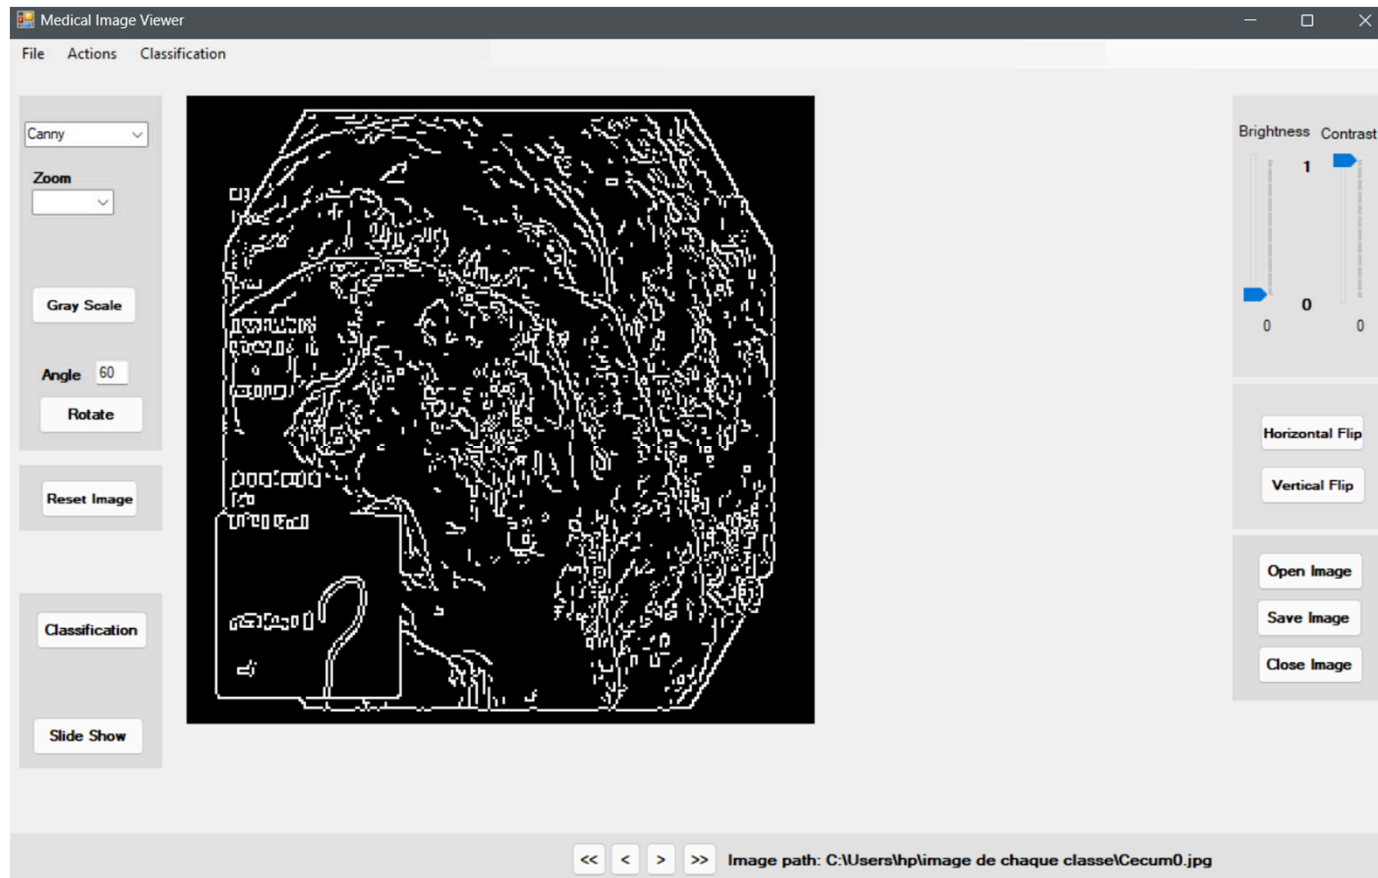 Medical Image Viewer
File Actions Classification
Canny
Zoom
Gray Scale
Angle 60
Rotate
Reset Image
Classification
Slide Show
Brightness Contrast
1
0
0 0
Horizontal Flip
Vertical Flip
Open Image
Save Image
Close Image
<< < > >> Image path: C:\Users\hp\image de chaque classe\Cecum0.jpg